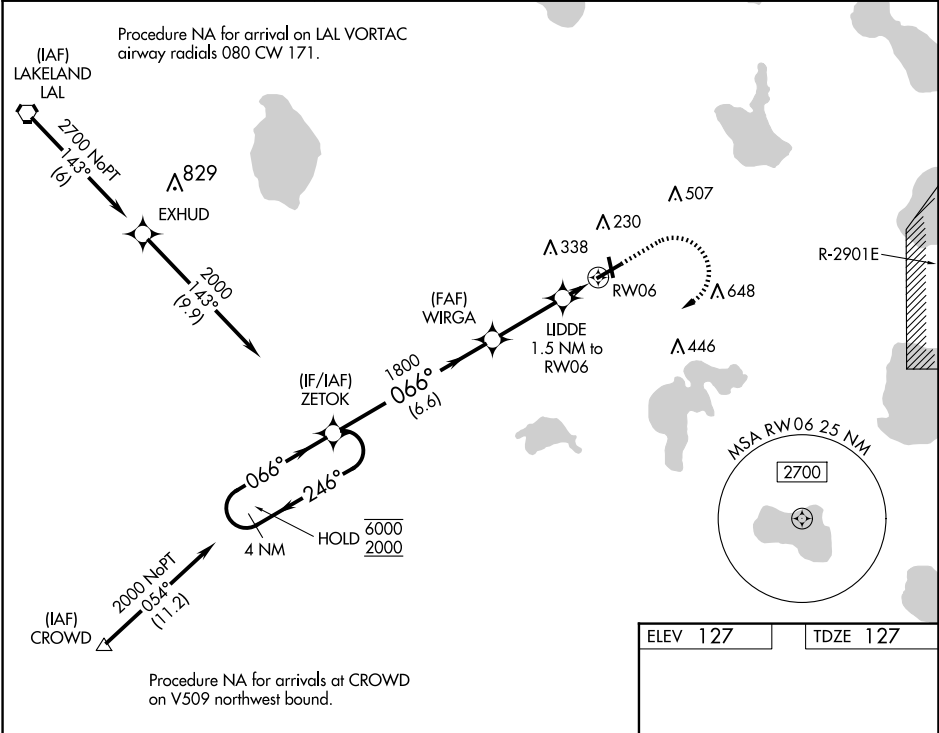 Procedure NA for arrival on LAL VORTAC
airway radials 080 CW 171.
(IAF)
LAKELAND
LAL
2700 NoPT
143°
(6)
829
EXHUD
2000
143°
(9.9)
507
230
338
R-2901E
RW06
648
(FAF)
WIRGA
LIDDE
1.5 NM to
RW06
446
1800
066°
(6.6)
(IF/IAF)
ZETOK
066°
246°
4 NM
HOLD
6000
2000
MSA RW06 25 NM
2700
2000 NoPT
054°
(11.2)
(IAF)
CROWD
Procedure NA for arrivals at CROWD
on V509 northwest bound.
ELEV 127
TDZE 127